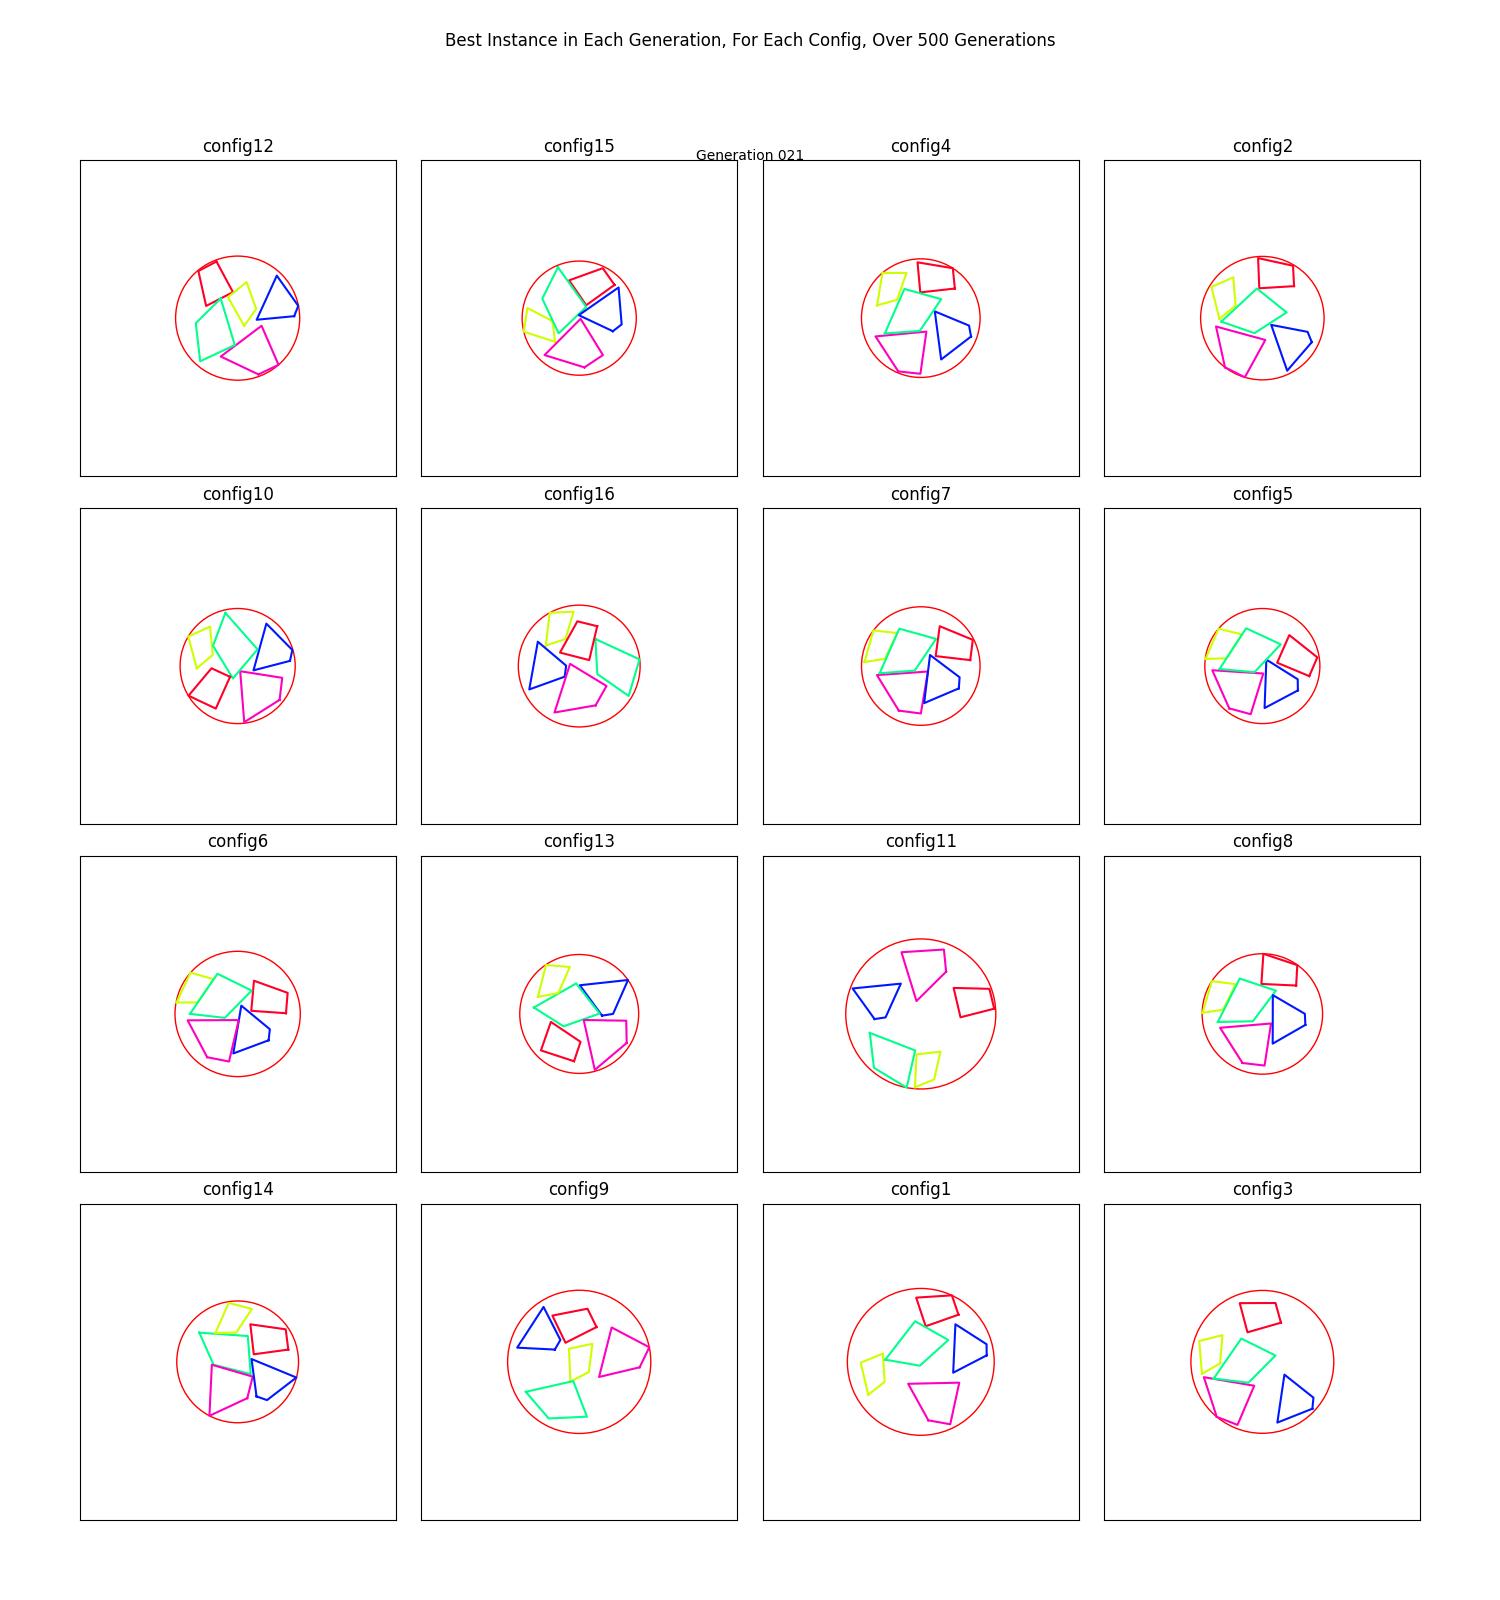 Best Instance in Each Generation, For Each Config, Over 500 Generations
Generation 021
config12
config15
config4
config2
config10
config16
config7
config5
config6
config13
config11
config8
config14
config9
config1
config3